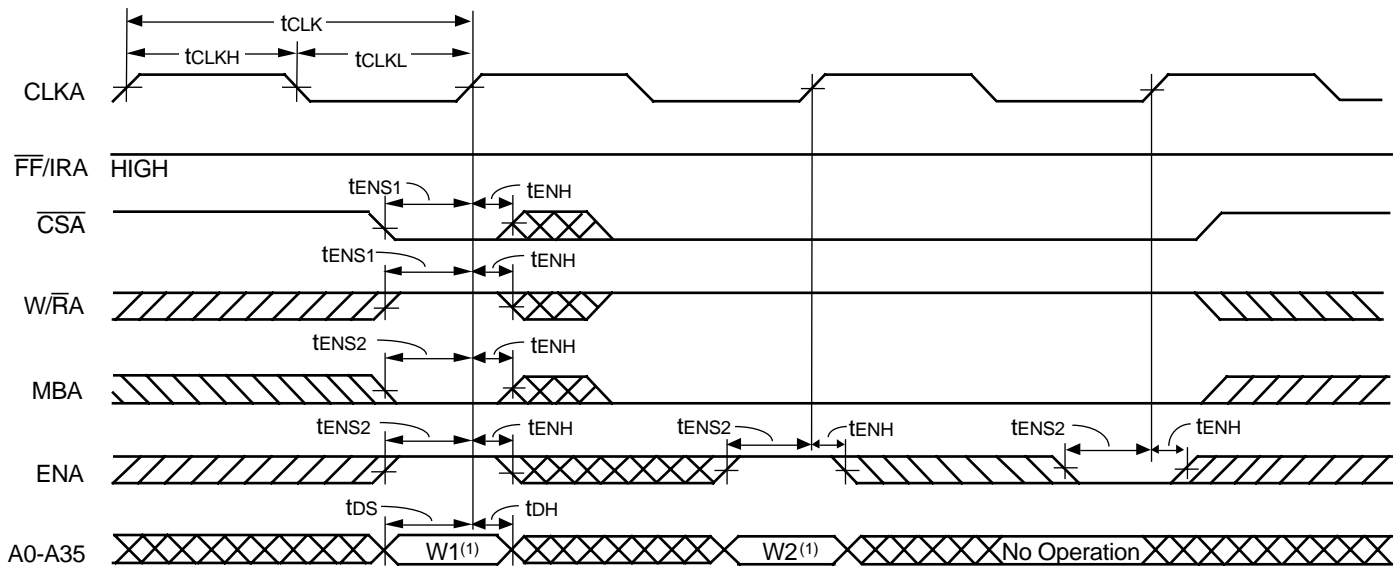 tCLK
tCLKH tCLKL
CLKA
FF/IRA HIGH
tENS1 tENH
CSA
tENS1 tENH
W/RA
tENS2 tENH
MBA
tENS2 tENH tENS2 tENH tENS2 tENH
ENA
tDS tDH
A0-A35 W1(1) W2(1) No Operation